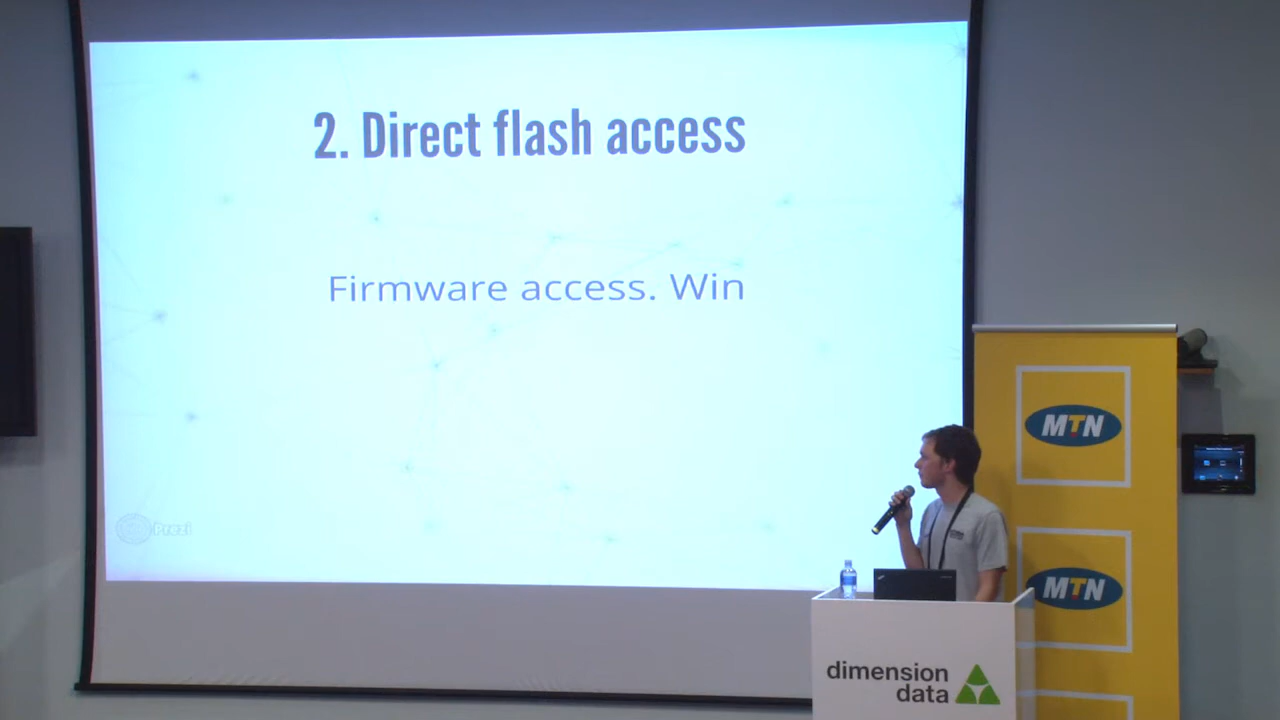 2. Direct flash access
Firmware access. Win
Prezi
MTN
MTN
dimension
data